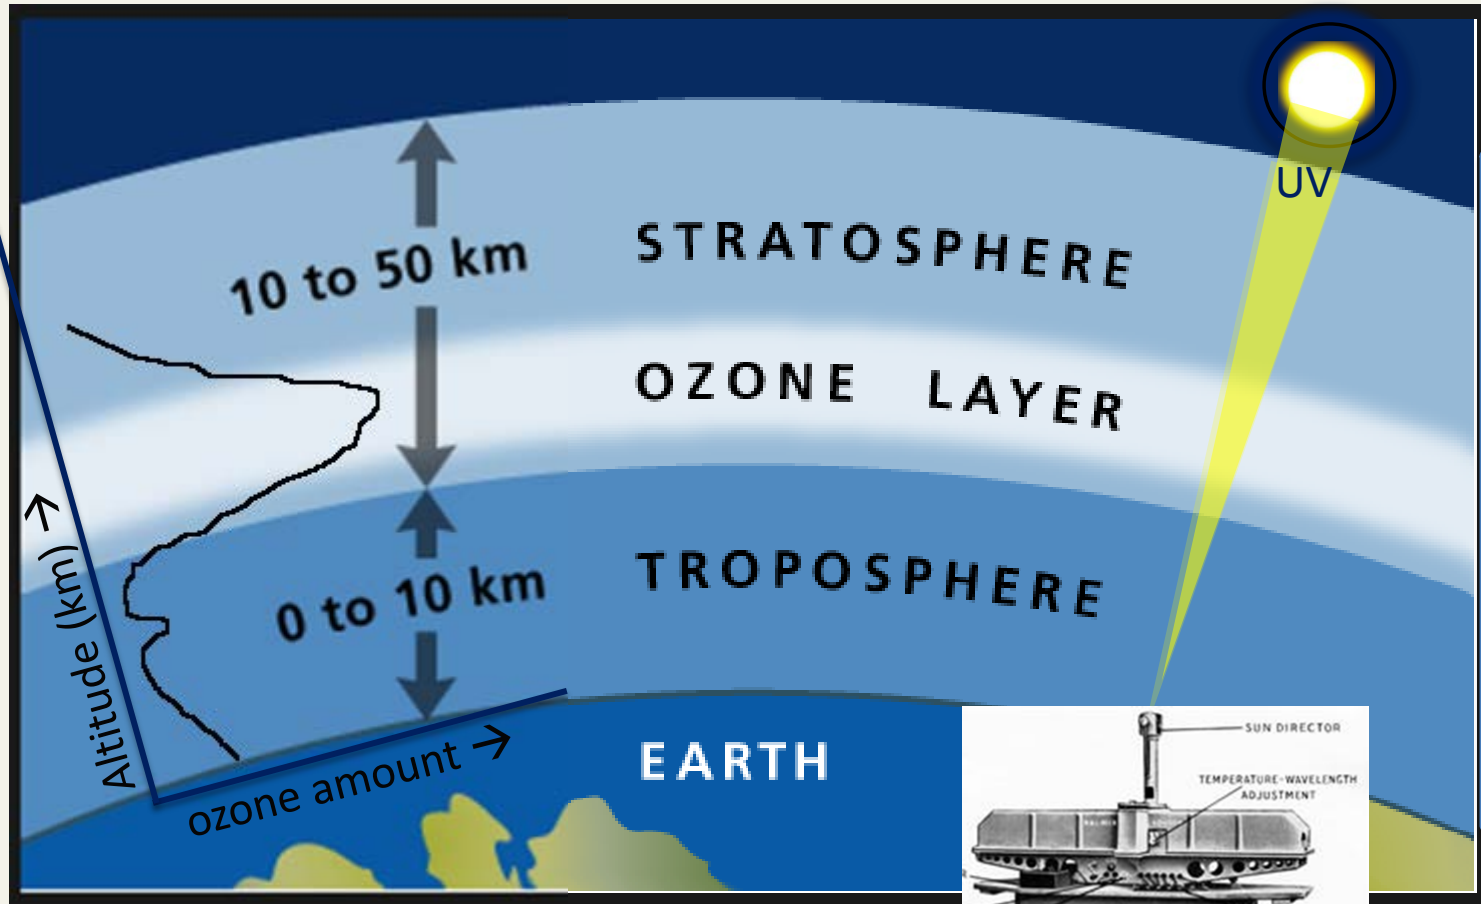 UV
STRATOSPHERE
10 to 50 km
OZONE LAYER
TROPOSPHERE
0 to 10 km
Altitude (km) →
ozone amount →
EARTH
SUN DIRECTOR
TEMPERATURE-WAVELENGTH
ADJUSTMENT